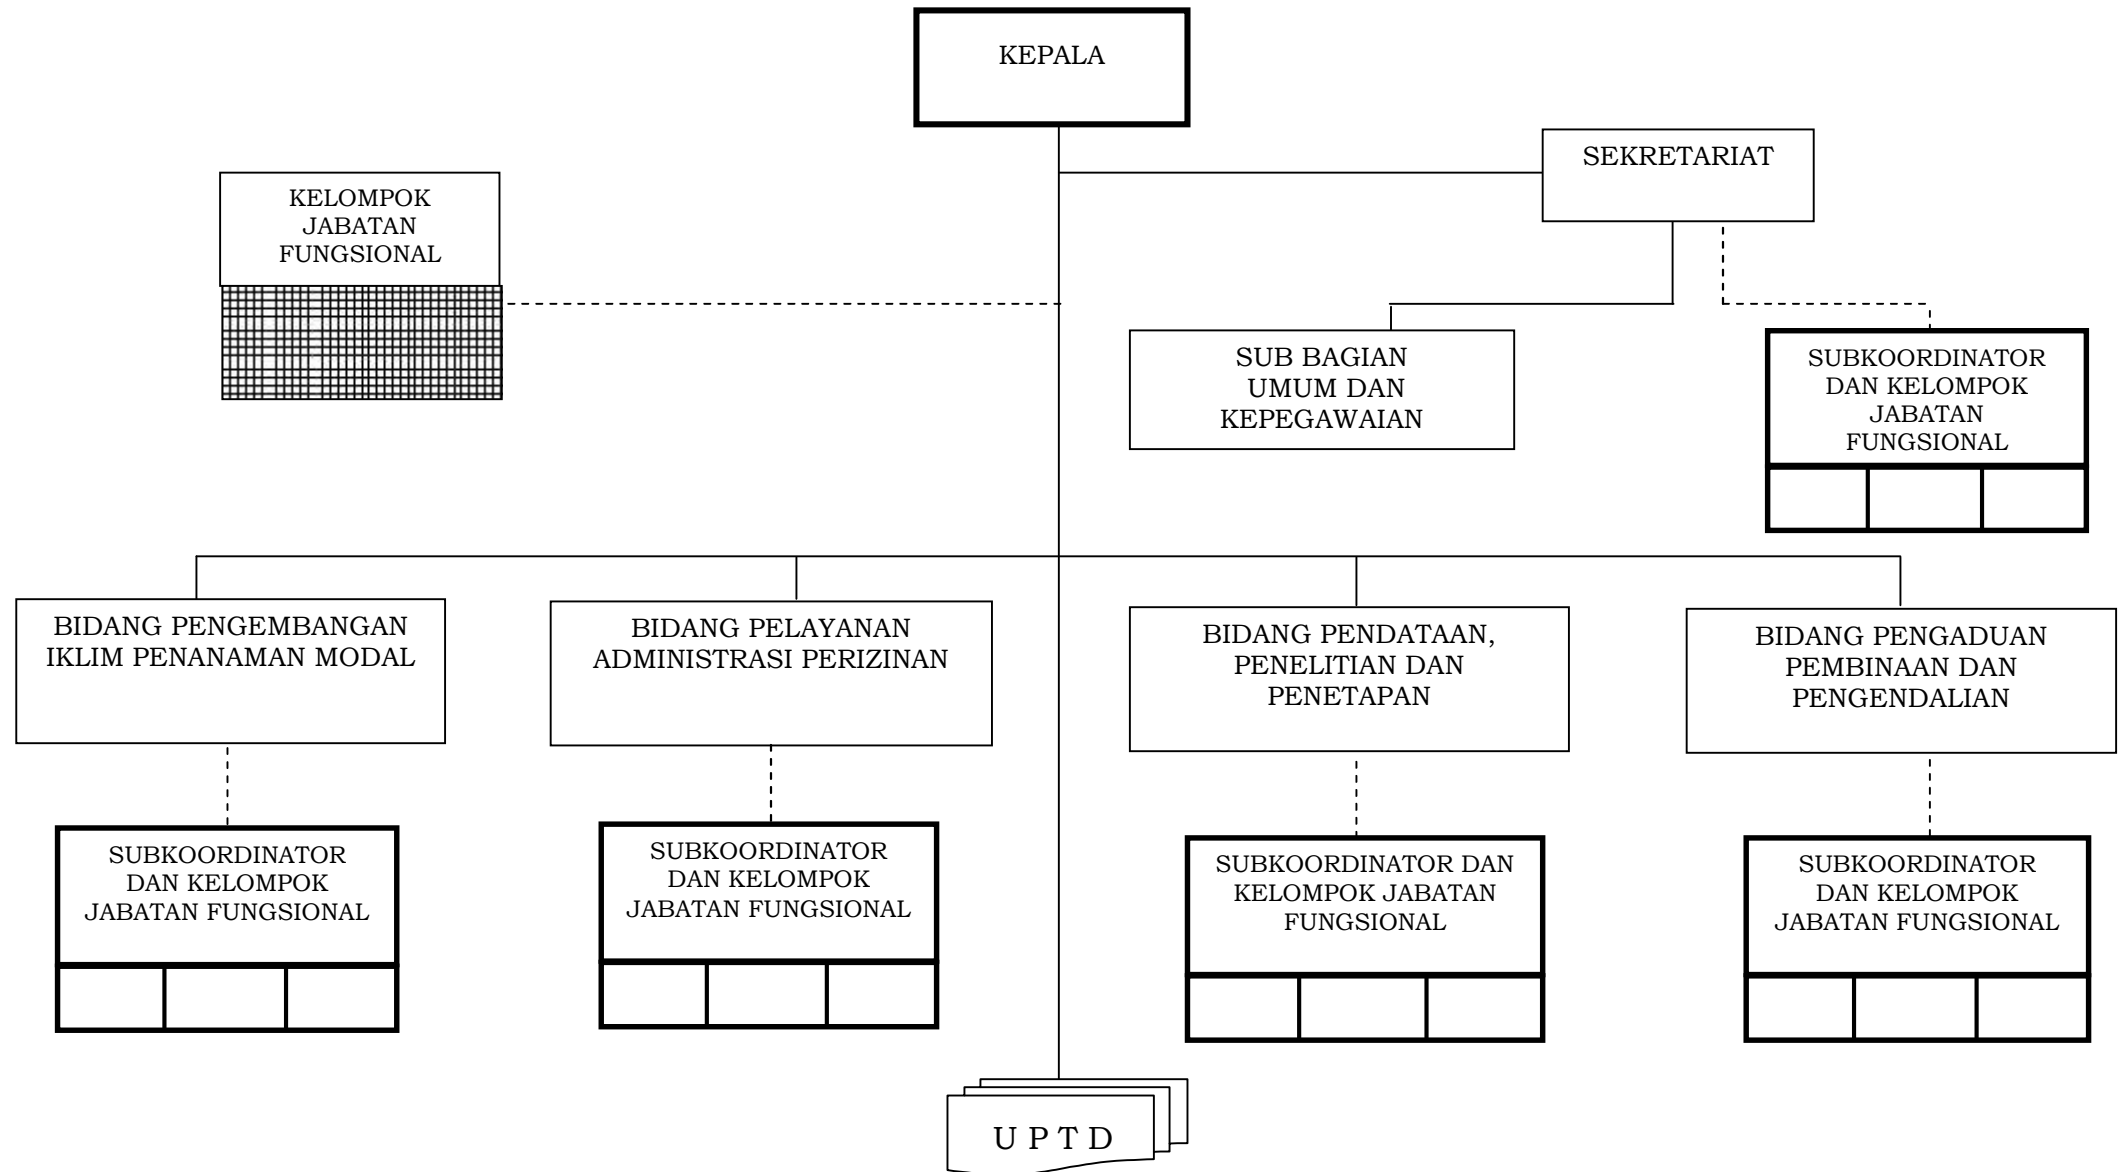 KEPALA
SEKRETARIAT
KELOMPOK
JABATAN
FUNGSIONAL
SUB BAGIAN
UMUM DAN
KEPEGAWAIAN
SUBKOORDINATOR
DAN KELOMPOK
JABATAN
FUNGSIONAL
BIDANG PENGEMBANGAN
IKLIM PENANAMAN MODAL
BIDANG PELAYANAN
ADMINISTRASI PERIZINAN
BIDANG PENDATAAN,
PENELITIAN DAN
PENETAPAN
BIDANG PENGADUAN
PEMBINAAN DAN
PENGENDALIAN
SUBKOORDINATOR
DAN KELOMPOK
JABATAN FUNGSIONAL
SUBKOORDINATOR
DAN KELOMPOK
JABATAN FUNGSIONAL
SUBKOORDINATOR DAN
KELOMPOK JABATAN
FUNGSIONAL
SUBKOORDINATOR
DAN KELOMPOK
JABATAN FUNGSIONAL
U P T D